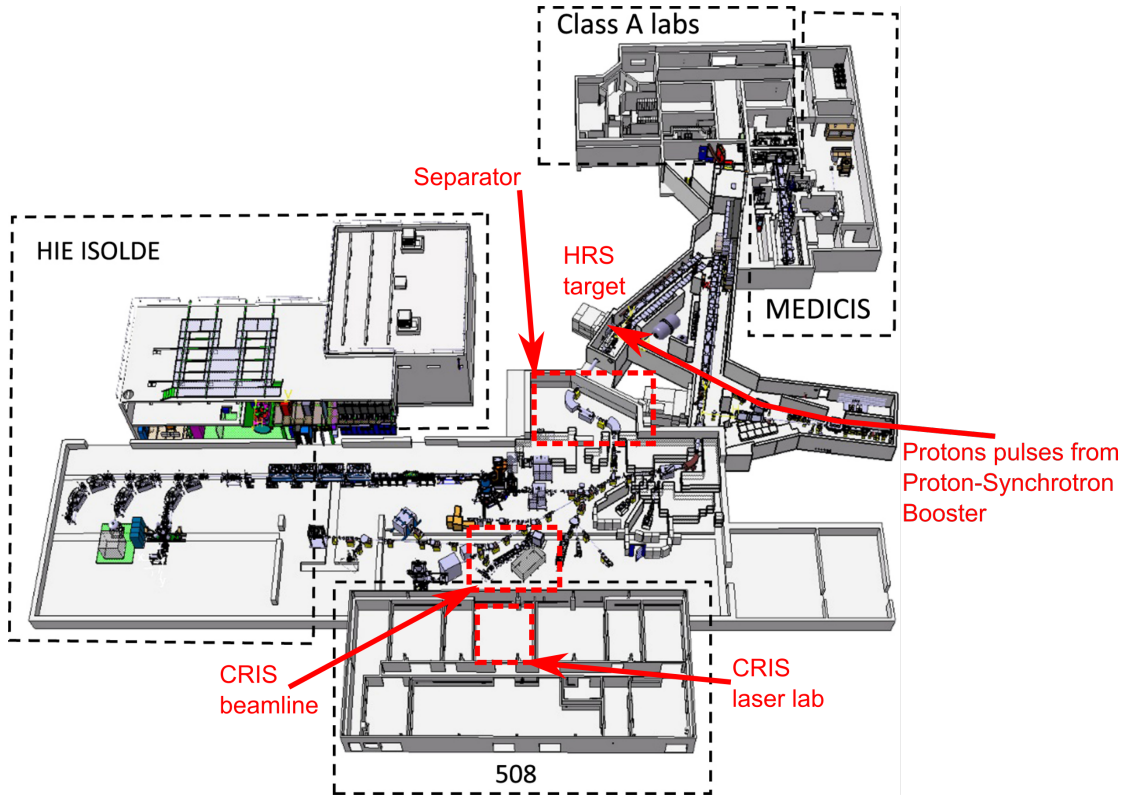 Class A labs
Separator
HIE ISOLDE
HRS
target
MEDICIS
Protons pulses from
Proton-Synchrotron
Booster
CRIS
beamline
CRIS
laser lab
508